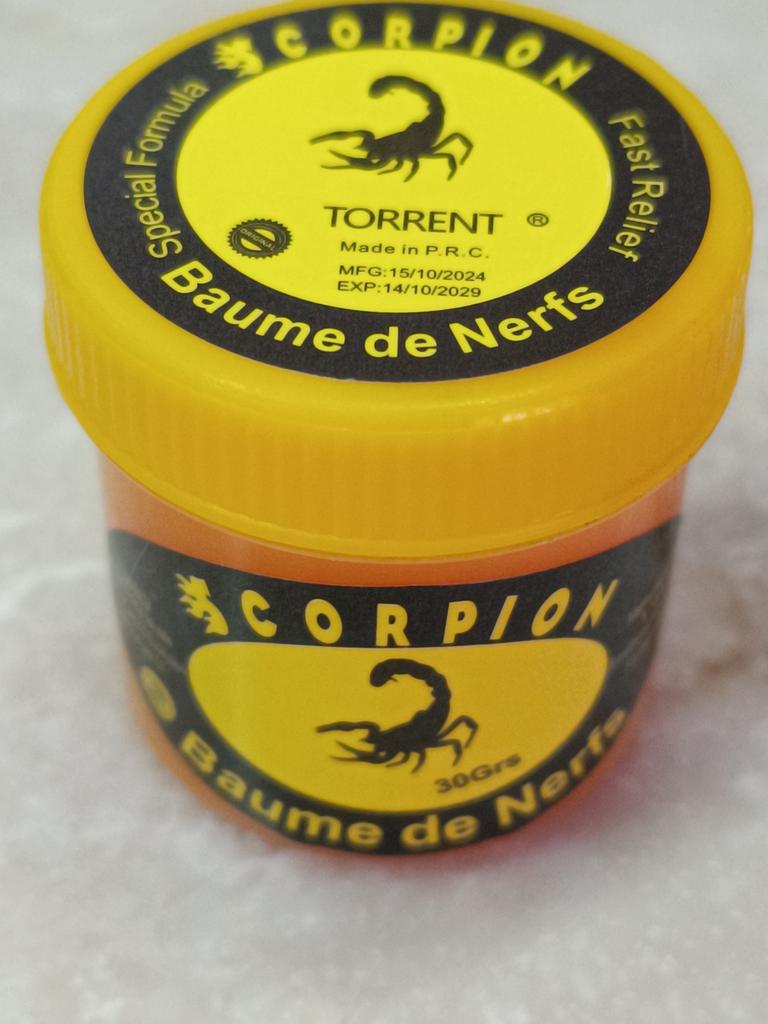 SCORPION
Special Formula
Fast Relief
TORRENT ®
ORIGINAL
Made in P.R.C.
MFG:15/10/2024
EXP:14/10/2029
Baume de Nerfs
SCORPION
30Grs
Baume de Nerfs